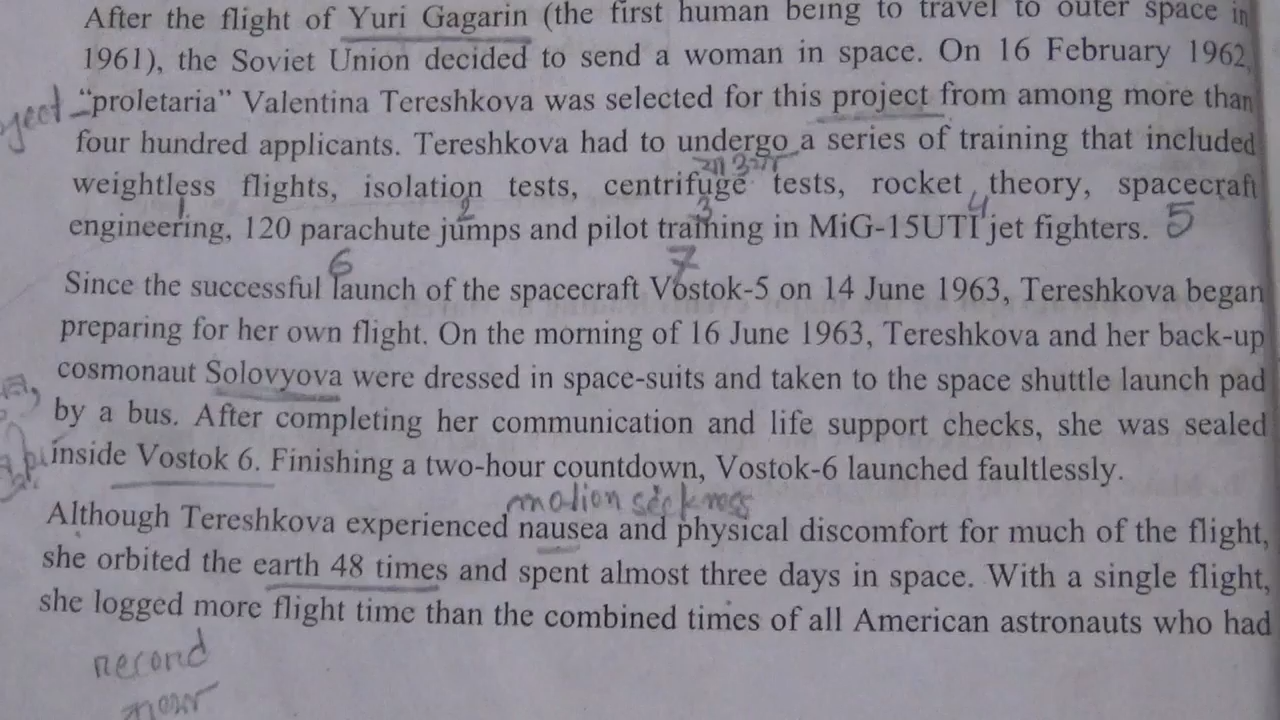 After the flight of Yuri Gagarin (the first human being to travel to outer space in
1961), the Soviet Union decided to send a woman in space. On 16 February 1962,
"proletaria" Valentina Tereshkova was selected for this project from among more than
four hundred applicants. Tereshkova had to undergo a series of training that included
weightless flights, isolation tests, centrifuge tests, rocket theory, spacecraft
1 2 3 4 5
engineering, 120 parachute jumps and pilot training in MiG-15UTI jet fighters.
6 7
Since the successful launch of the spacecraft Vostok-5 on 14 June 1963, Tereshkova began
preparing for her own flight. On the morning of 16 June 1963, Tereshkova and her back-up
cosmonaut Solovyova were dressed in space-suits and taken to the space shuttle launch pad
by a bus. After completing her communication and life support checks, she was sealed
inside Vostok 6. Finishing a two-hour countdown, Vostok-6 launched faultlessly.
motion seckness
Although Tereshkova experienced nausea and physical discomfort for much of the flight,
she orbited the earth 48 times and spent almost three days in space. With a single flight,
she logged more flight time than the combined times of all American astronauts who had
record